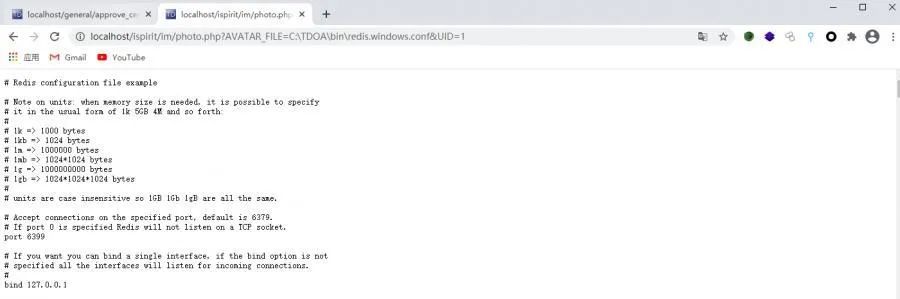 localhost/general/approve_ce
localhost/ispirit/im/photo.php
localhost/ispirit/im/photo.php?AVATAR_FILE=C:\TDOA\bin\redis.windows.conf&UID=1
应用 Gmail YouTube
# Redis configuration file example
# Note on units: when memory size is needed, it is possible to specify
# it in the usual form of 1k 5GB 4M and so forth:
#
# 1k => 1000 bytes
# 1kb => 1024 bytes
# 1m => 1000000 bytes
# 1mb => 1024*1024 bytes
# 1g => 1000000000 bytes
# 1gb => 1024*1024*1024 bytes
#
# units are case insensitive so 1GB 1Gb 1gB are all the same.
# Accept connections on the specified port, default is 6379.
# If port 0 is specified Redis will not listen on a TCP socket.
port 6399
# If you want you can bind a single interface, if the bind option is not
# specified all the interfaces will listen for incoming connections.
#
bind 127.0.0.1